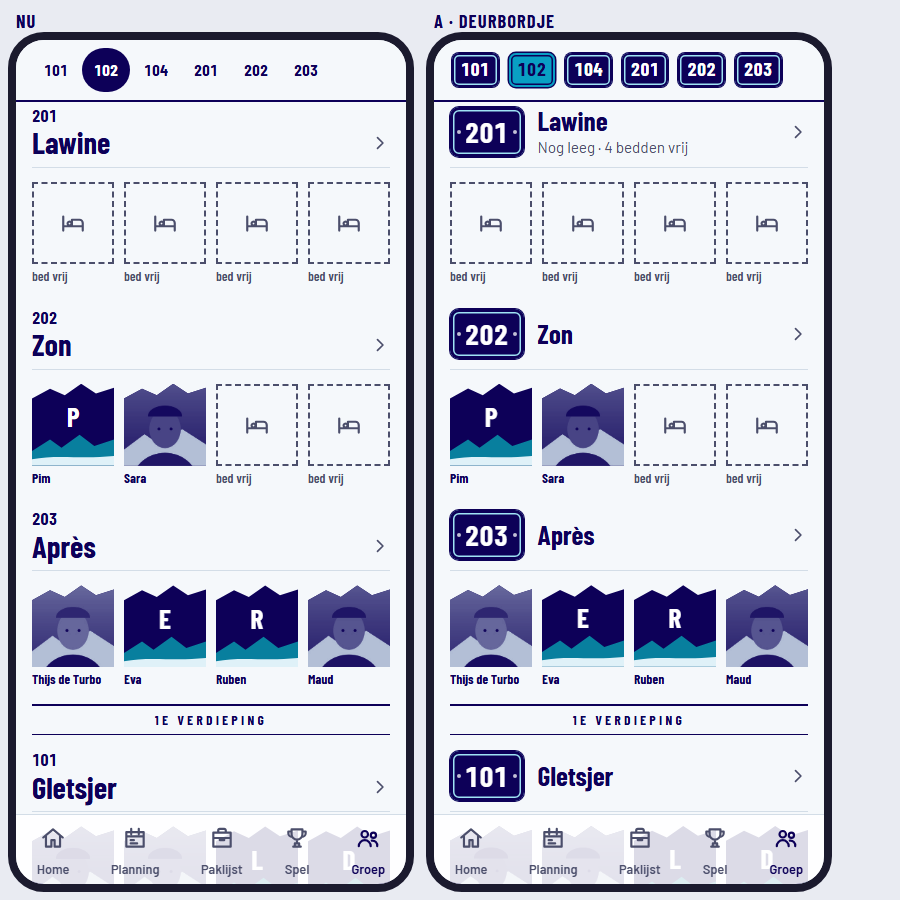 NU
101 102 104 201 202 203
201
Lawine
bed vrij bed vrij bed vrij bed vrij
202
Zon
P
Pim Sara bed vrij bed vrij
203
Après
E R
Thijs de Turbo Eva Ruben Maud
1E VERDIEPING
101
Gletsjer
L D
Home Planning Paklijst Spel Groep
A · DEURBORDJE
101 102 104 201 202 203
201 Lawine
Nog leeg · 4 bedden vrij
bed vrij bed vrij bed vrij bed vrij
202 Zon
P
Pim Sara bed vrij bed vrij
203 Après
E R
Thijs de Turbo Eva Ruben Maud
1E VERDIEPING
101 Gletsjer
L D
Home Planning Paklijst Spel Groep